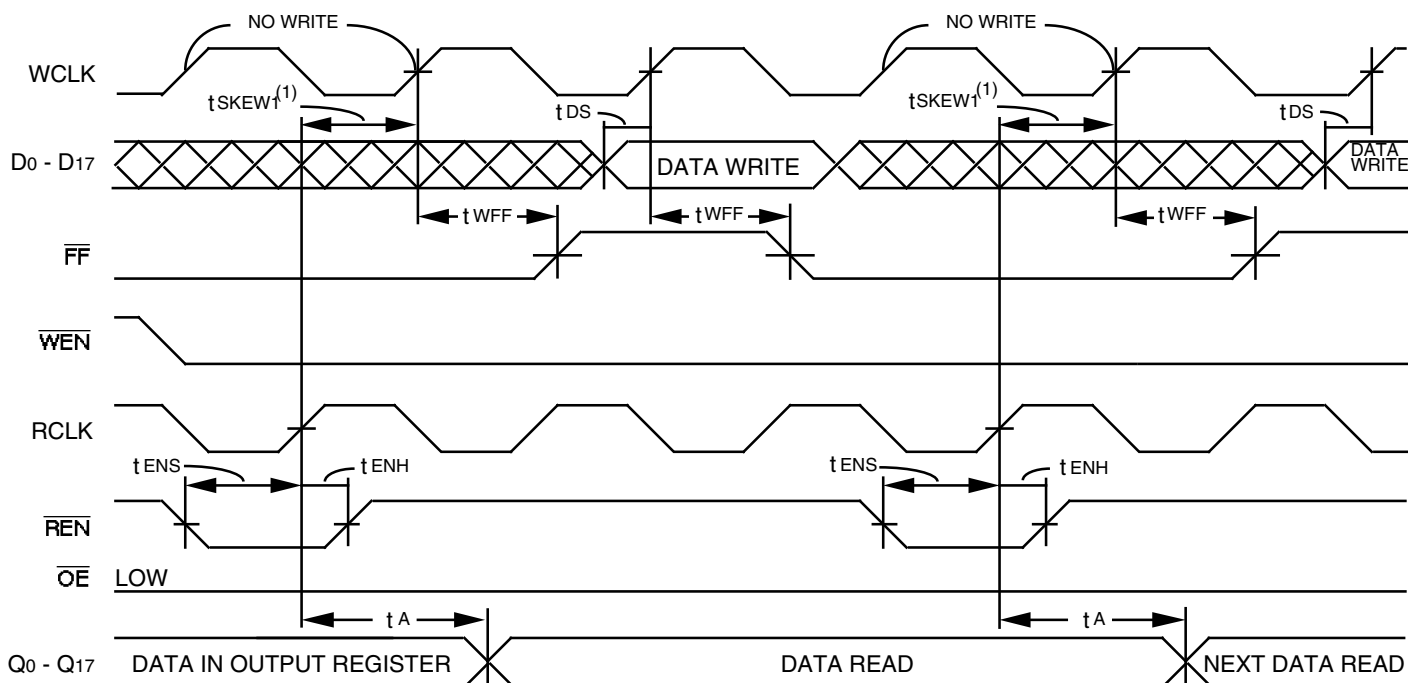 NO WRITE
NO WRITE
WCLK
tSKEW1(1)
tDS
tSKEW1(1)
tDS
D0 - D17
DATA WRITE
DATA WRITE
tWFF
tWFF
tWFF
FF
WEN
RCLK
tENS
tENH
tENS
tENH
REN
OE
LOW
tA
tA
Q0 - Q17
DATA IN OUTPUT REGISTER
DATA READ
NEXT DATA READ